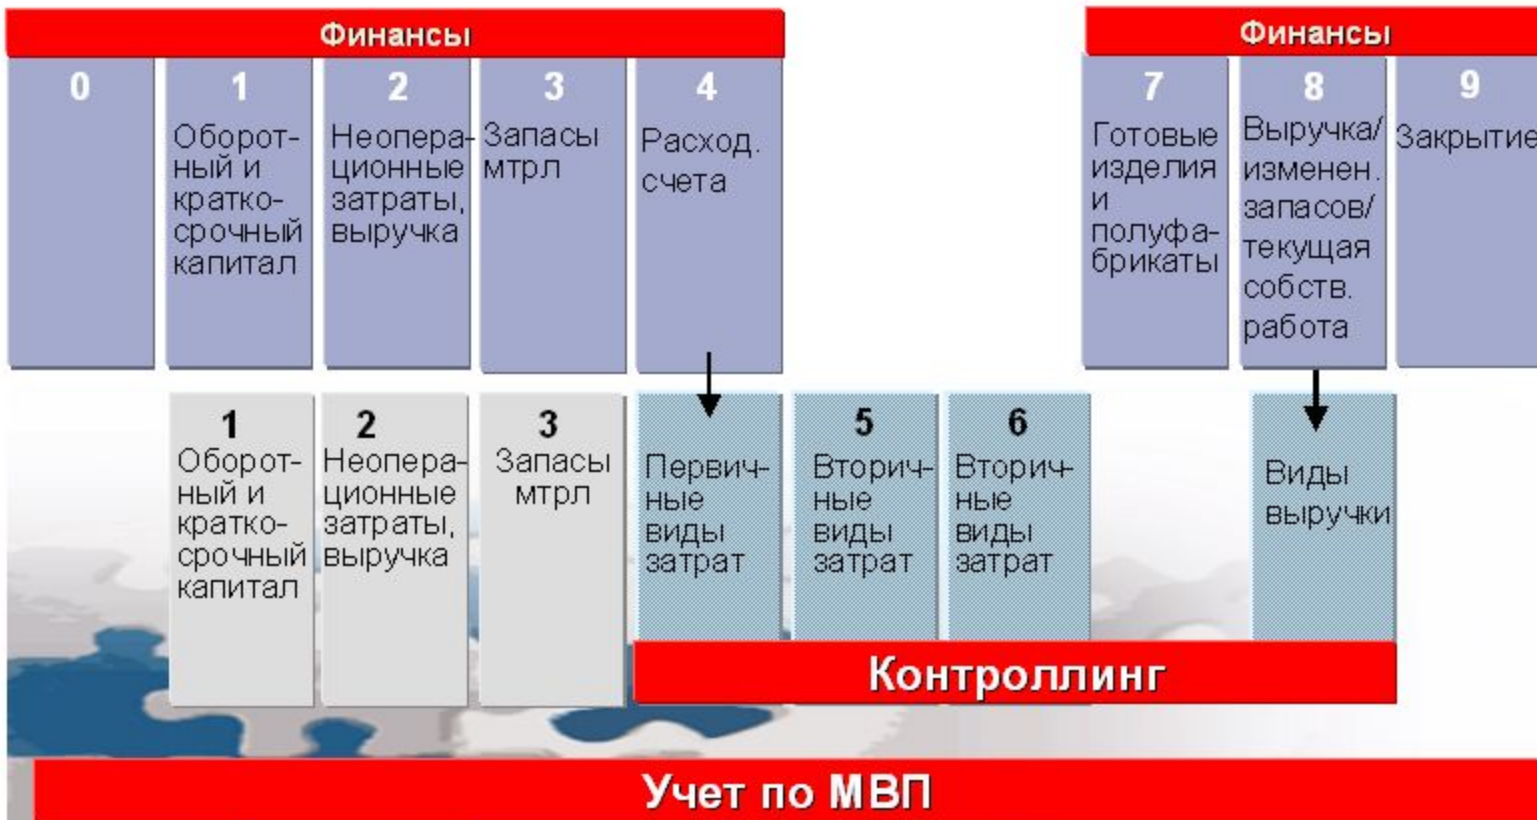 Финансы
0
1
Оборот-
ный и
кратко-
срочный
капитал
2
Неопера-
ционные
затраты,
выручка
3
Запасы
мтрл
4
Расход.
счета
Финансы
7
Готовые
изделия
и
полуфа-
брикаты
8
Выручка/
изменен.
запасов/
текущая
собств.
работа
9
Закрытие
1
Оборот-
ный и
кратко-
срочный
капитал
2
Неопера-
ционные
затраты,
выручка
3
Запасы
мтрл
Первич-
ные
виды
затрат
5
Вторич-
ные
виды
затрат
6
Вторич-
ные
виды
затрат
Виды
выручки
Контроллинг
Учет по МВП